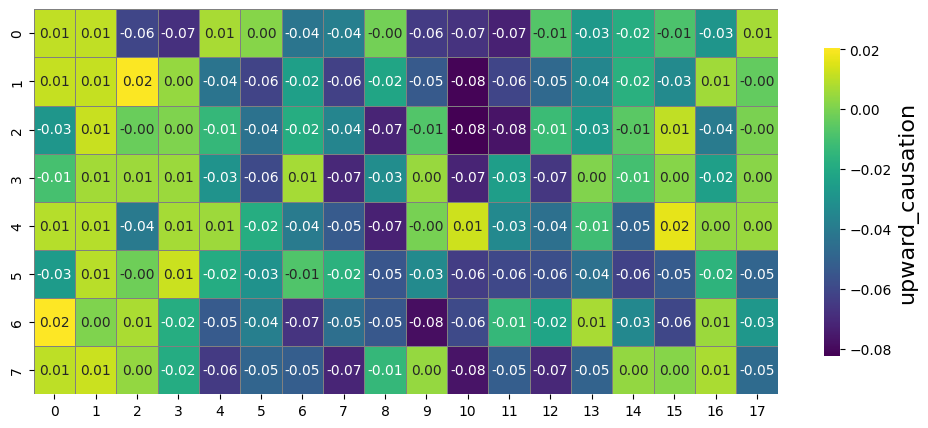 0 0.01 0.01 -0.06 -0.07 0.01 0.00 -0.04 -0.04 -0.00 -0.06 -0.07 -0.07 -0.01 -0.03 -0.02 -0.01 -0.03 0.01
1 0.01 0.01 0.02 0.00 -0.04 -0.06 -0.02 -0.06 -0.02 -0.05 -0.08 -0.06 -0.05 -0.04 -0.02 -0.03 0.01 -0.00
2 -0.03 0.01 -0.00 0.00 -0.01 -0.04 -0.02 -0.04 -0.07 -0.01 -0.08 -0.08 -0.01 -0.03 -0.01 0.01 -0.04 -0.00
3 -0.01 0.01 0.01 0.01 -0.03 -0.06 0.01 -0.07 -0.03 0.00 -0.07 -0.03 -0.07 0.00 -0.01 0.00 -0.02 0.00
4 0.01 0.01 -0.04 0.01 0.01 -0.02 -0.04 -0.05 -0.07 -0.00 0.01 -0.03 -0.04 -0.01 -0.05 0.02 0.00 0.00
5 -0.03 0.01 -0.00 0.01 -0.02 -0.03 -0.01 -0.02 -0.05 -0.03 -0.06 -0.06 -0.06 -0.04 -0.06 -0.05 -0.02 -0.05
6 0.02 0.00 0.01 -0.02 -0.05 -0.04 -0.07 -0.05 -0.05 -0.08 -0.06 -0.01 -0.02 0.01 -0.03 -0.06 0.01 -0.03
7 0.01 0.01 0.00 -0.02 -0.06 -0.05 -0.05 -0.07 -0.01 0.00 -0.08 -0.05 -0.07 -0.05 0.00 0.00 0.01 -0.05
0 1 2 3 4 5 6 7 8 9 10 11 12 13 14 15 16 17
0.02
0.00
−0.02
−0.04
−0.06
−0.08
upward_causation